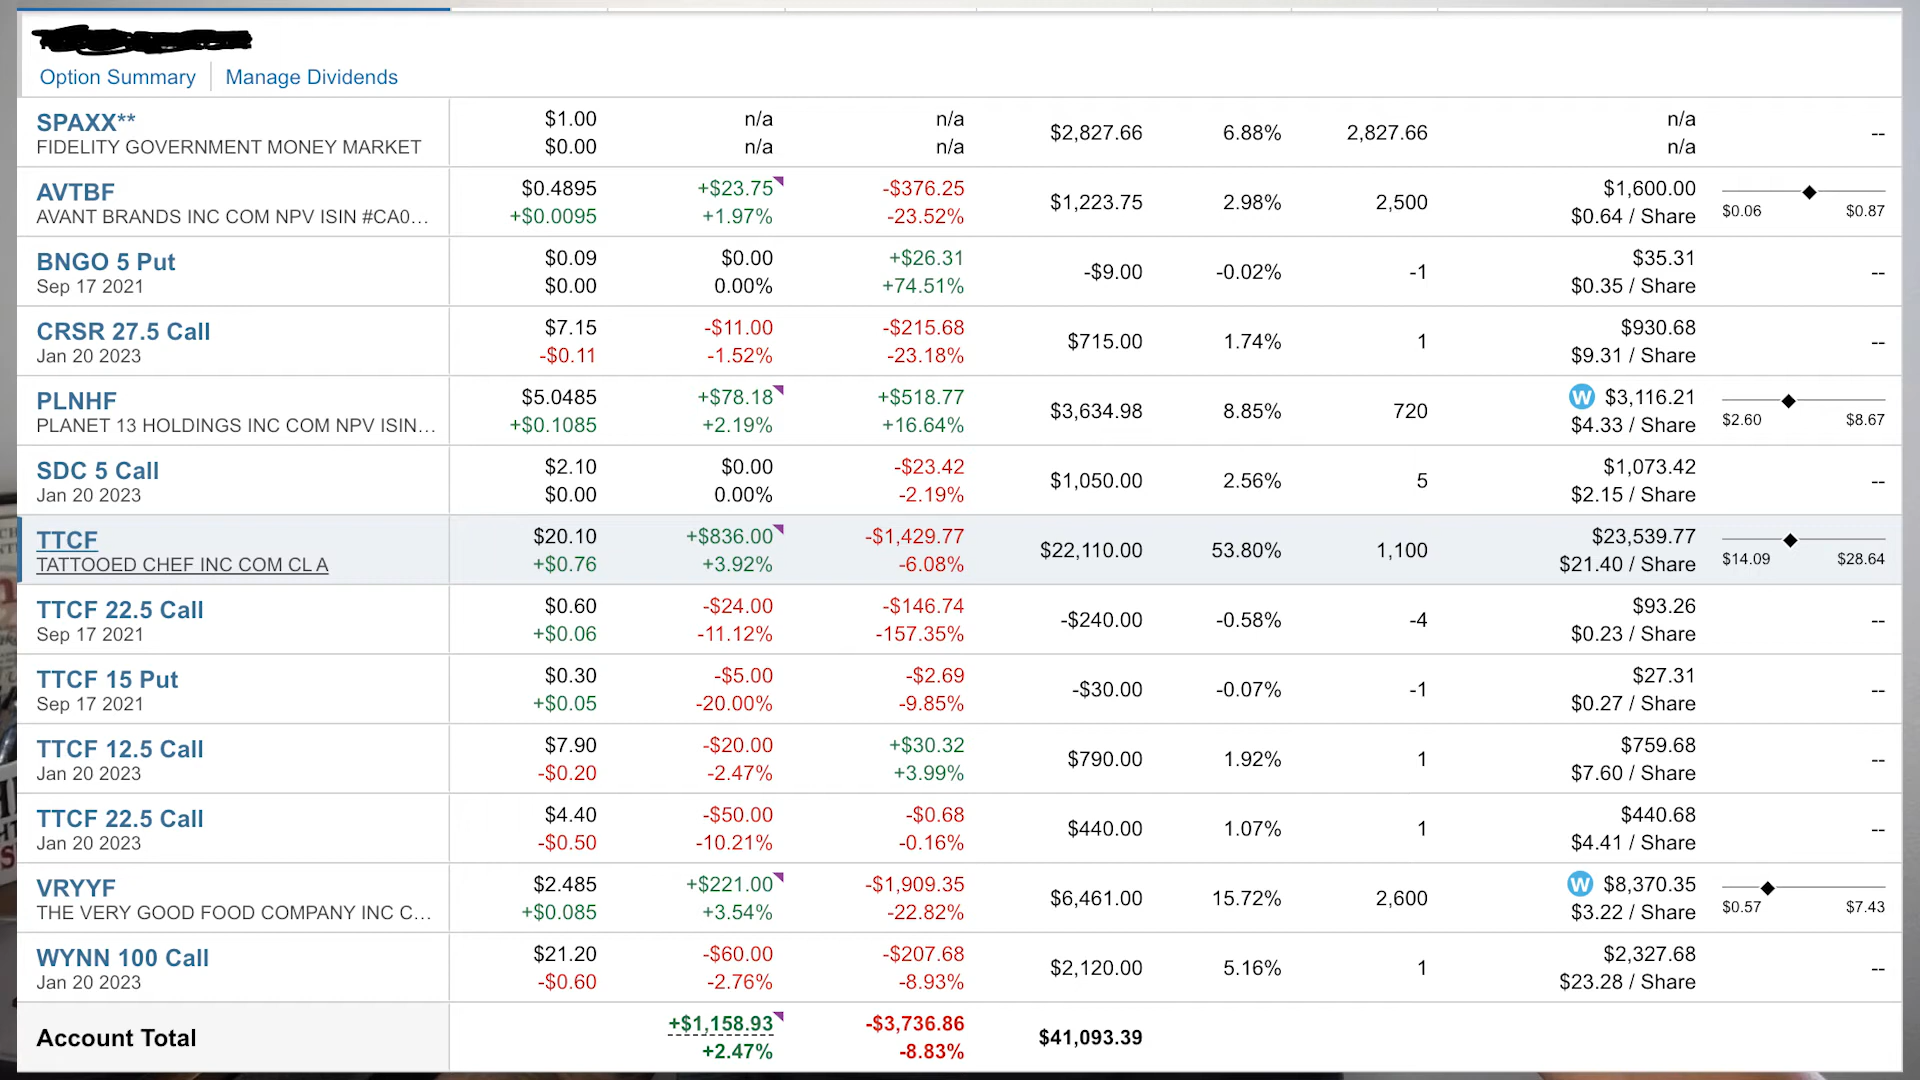 Option Summary Manage Dividends
SPAXX** $1.00 n/a n/a $2,827.66 6.88% 2,827.66 n/a --
FIDELITY GOVERNMENT MONEY MARKET $0.00 n/a n/a n/a
AVTBF $0.4895 +$23.75 -$376.25 $1,223.75 2.98% 2,500 $1,600.00
AVANT BRANDS INC COM NPV ISIN #CA0... +$0.0095 +1.97% -23.52% $0.64 / Share $0.06 $0.87
BNGO 5 Put $0.09 $0.00 +$26.31 -$9.00 -0.02% -1 $35.31 --
Sep 17 2021 $0.00 0.00% +74.51% $0.35 / Share
CRSR 27.5 Call $7.15 -$11.00 -$215.68 $715.00 1.74% 1 $930.68 --
Jan 20 2023 -$0.11 -1.52% -23.18% $9.31 / Share
PLNHF $5.0485 +$78.18 +$518.77 $3,634.98 8.85% 720 W $3,116.21
PLANET 13 HOLDINGS INC COM NPV ISIN... +$0.1085 +2.19% +16.64% $4.33 / Share $2.60 $8.67
SDC 5 Call $2.10 $0.00 -$23.42 $1,050.00 2.56% 5 $1,073.42 --
Jan 20 2023 $0.00 0.00% -2.19% $2.15 / Share
TTCF $20.10 +$836.00 -$1,429.77 $22,110.00 53.80% 1,100 $23,539.77
TATTOOED CHEF INC COM CL A +$0.76 +3.92% -6.08% $21.40 / Share $14.09 $28.64
TTCF 22.5 Call $0.60 -$24.00 -$146.74 -$240.00 -0.58% -4 $93.26 --
Sep 17 2021 +$0.06 -11.12% -157.35% $0.23 / Share
TTCF 15 Put $0.30 -$5.00 -$2.69 -$30.00 -0.07% -1 $27.31 --
Sep 17 2021 +$0.05 -20.00% -9.85% $0.27 / Share
TTCF 12.5 Call $7.90 -$20.00 +$30.32 $790.00 1.92% 1 $759.68 --
Jan 20 2023 -$0.20 -2.47% +3.99% $7.60 / Share
TTCF 22.5 Call $4.40 -$50.00 -$0.68 $440.00 1.07% 1 $440.68 --
Jan 20 2023 -$0.50 -10.21% -0.16% $4.41 / Share
VRYYF $2.485 +$221.00 -$1,909.35 $6,461.00 15.72% 2,600 W $8,370.35
THE VERY GOOD FOOD COMPANY INC C... +$0.085 +3.54% -22.82% $3.22 / Share $0.57 $7.43
WYNN 100 Call $21.20 -$60.00 -$207.68 $2,120.00 5.16% 1 $2,327.68 --
Jan 20 2023 -$0.60 -2.76% -8.93% $23.28 / Share
Account Total +$1,158.93 -$3,736.86 $41,093.39
+2.47% -8.83%